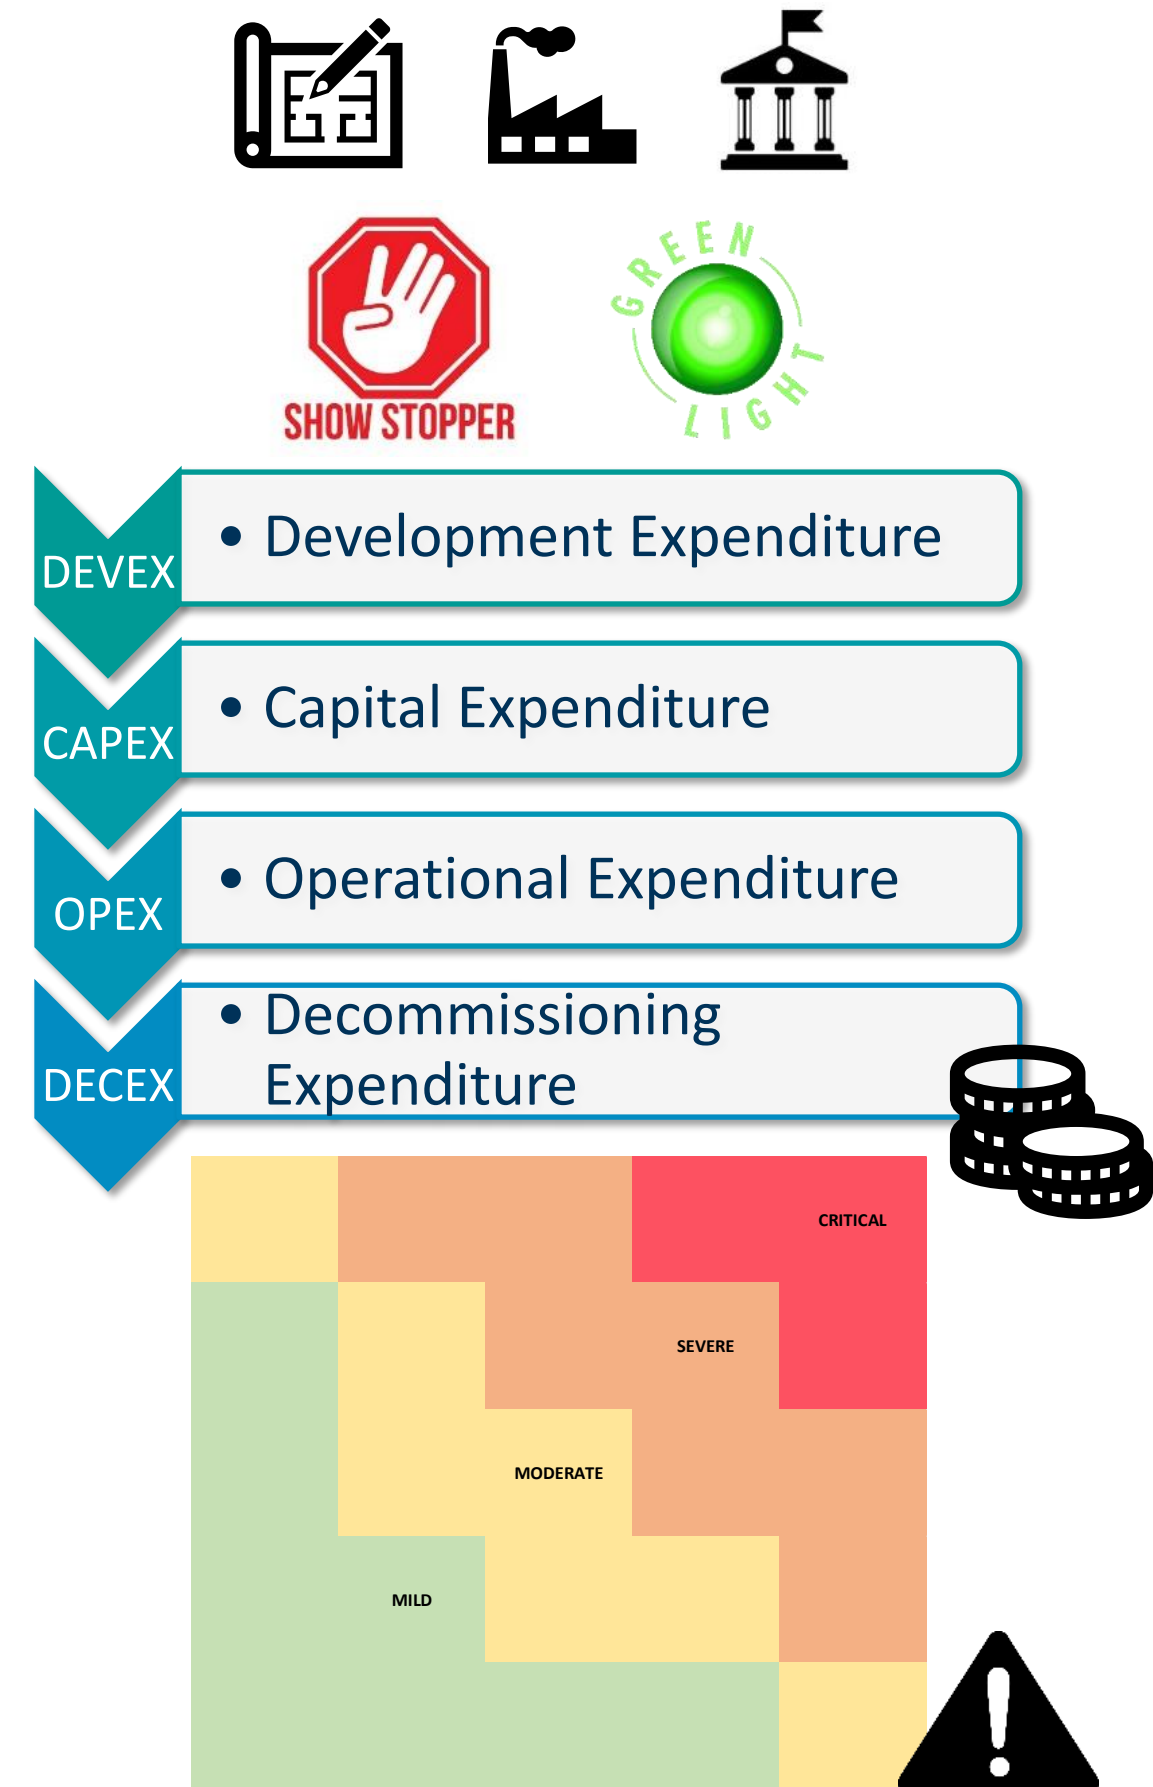 SHOW STOPPER
GREEN
LIGHT
DEVEX
• Development Expenditure
CAPEX
• Capital Expenditure
OPEX
• Operational Expenditure
DECEX
• Decommissioning
Expenditure
CRITICAL
SEVERE
MODERATE
MILD